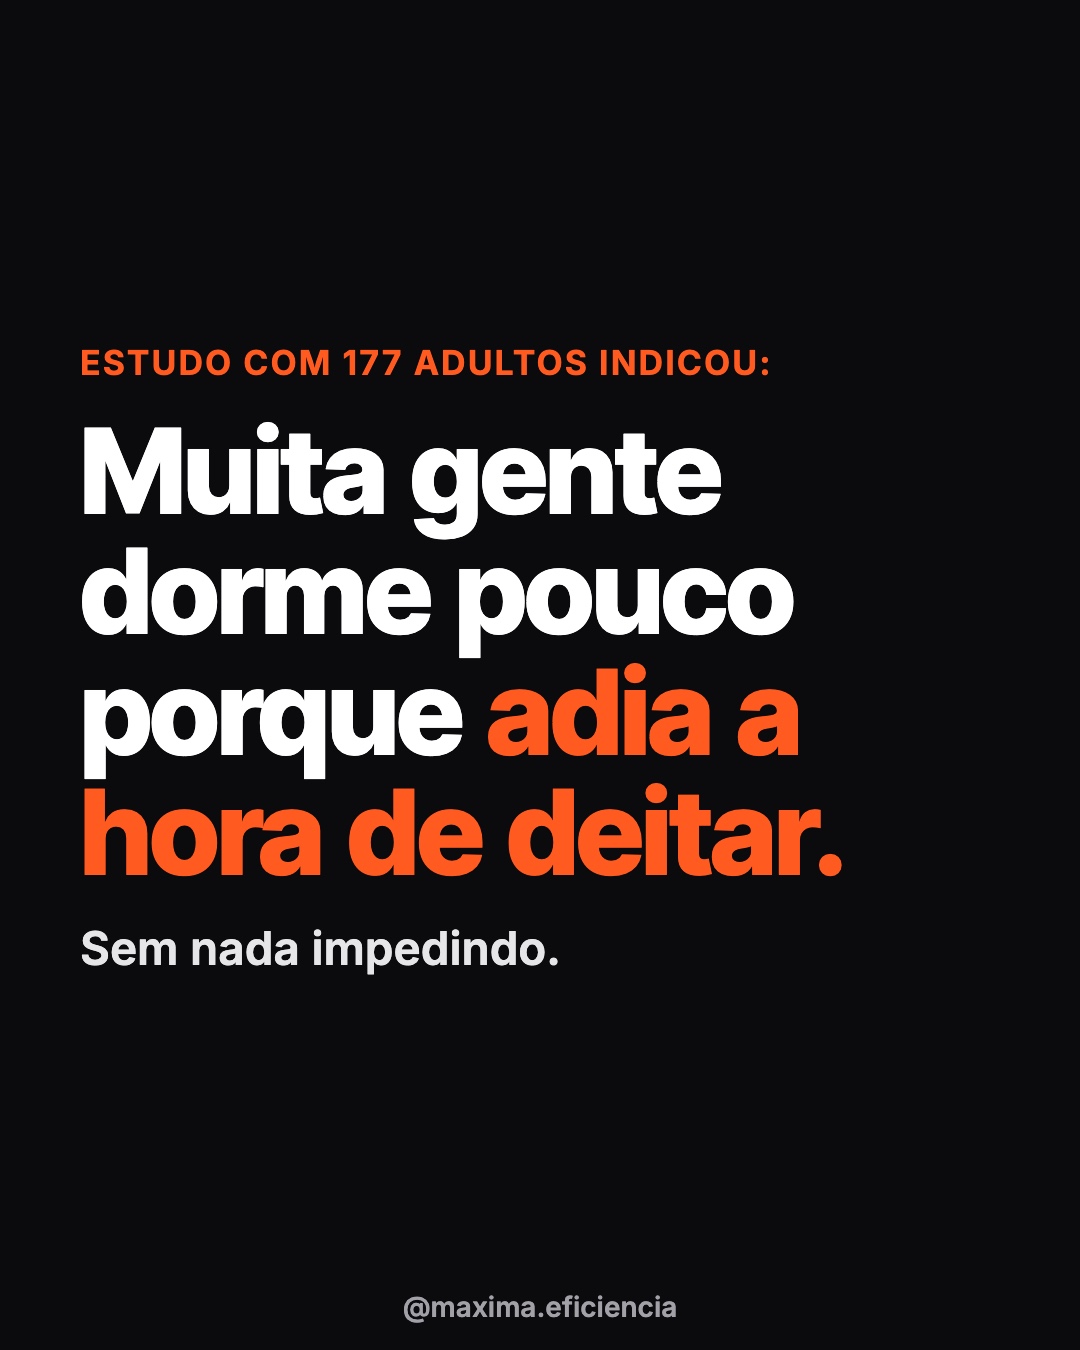 ESTUDO COM 177 ADULTOS INDICOU:
Muita gente
dorme pouco
porque adia a
hora de deitar.
Sem nada impedindo.
@maxima.eficiencia